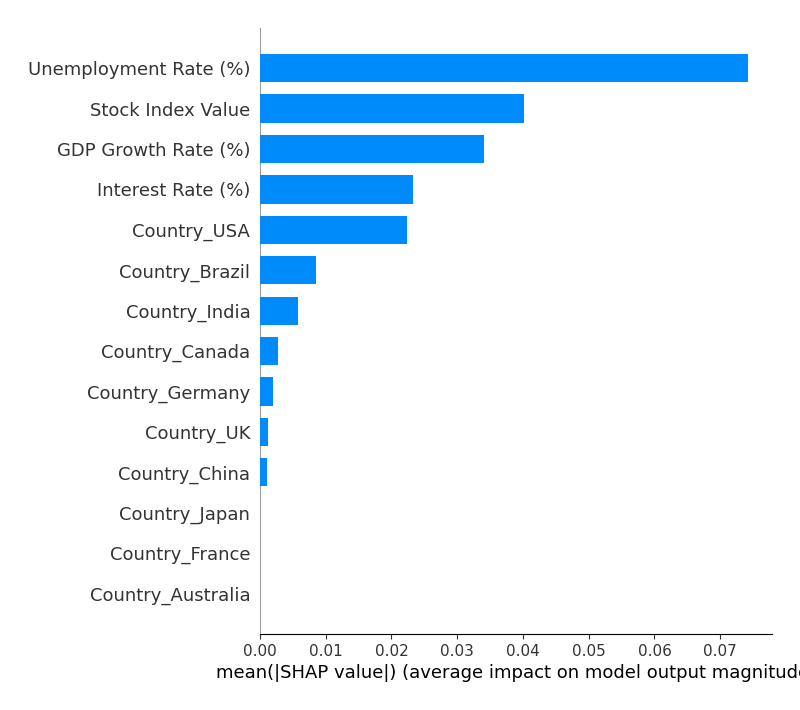 Unemployment Rate (%)
Stock Index Value
GDP Growth Rate (%)
Interest Rate (%)
Country_USA
Country_Brazil
Country_India
Country_Canada
Country_Germany
Country_UK
Country_China
Country_Japan
Country_France
Country_Australia
0.00 0.01 0.02 0.03 0.04 0.05 0.06 0.07
mean(|SHAP value|) (average impact on model output magnitude